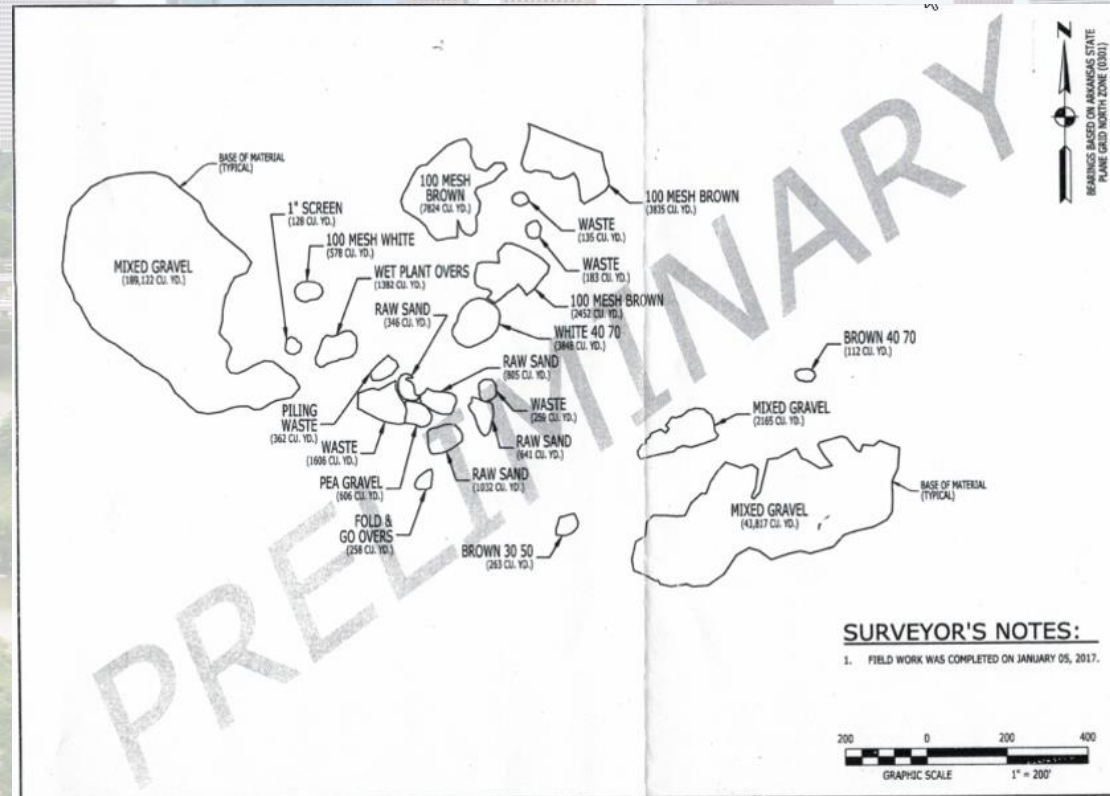 N
BEARINGS BASED ON ARKANSAS STATE
PLANE GRID NORTH ZONE (0301)
BASE OF MATERIAL
(TYPICAL)
1" SCREEN
(128 CU. YD.)
100 MESH WHITE
(578 CU. YD.)
100 MESH
BROWN
(7824 CU. YD.)
100 MESH BROWN
(3835 CU. YD.)
WASTE
(135 CU. YD.)
WASTE
(183 CU. YD.)
MIXED GRAVEL
(189,122 CU. YD.)
WET PLANT OVERS
(1382 CU. YD.)
RAW SAND
(346 CU. YD.)
100 MESH BROWN
(2452 CU. YD.)
WHITE 40 70
(3848 CU. YD.)
BROWN 40 70
(112 CU. YD.)
RAW SAND
(805 CU. YD.)
PILING
WASTE
(362 CU. YD.)
WASTE
(259 CU. YD.)
MIXED GRAVEL
(2165 CU. YD.)
WASTE
(1606 CU. YD.)
RAW SAND
(641 CU. YD.)
PEA GRAVEL
(606 CU. YD.)
RAW SAND
(1032 CU. YD.)
BASE OF MATERIAL
(TYPICAL)
MIXED GRAVEL
(43,817 CU. YD.)
FOLD &
GO OVERS
(258 CU. YD.)
BROWN 30 50
(263 CU. YD.)
PRELIMINARY
SURVEYOR'S NOTES:
1. FIELD WORK WAS COMPLETED ON JANUARY 05, 2017.
200 0 200 400
GRAPHIC SCALE 1" = 200'